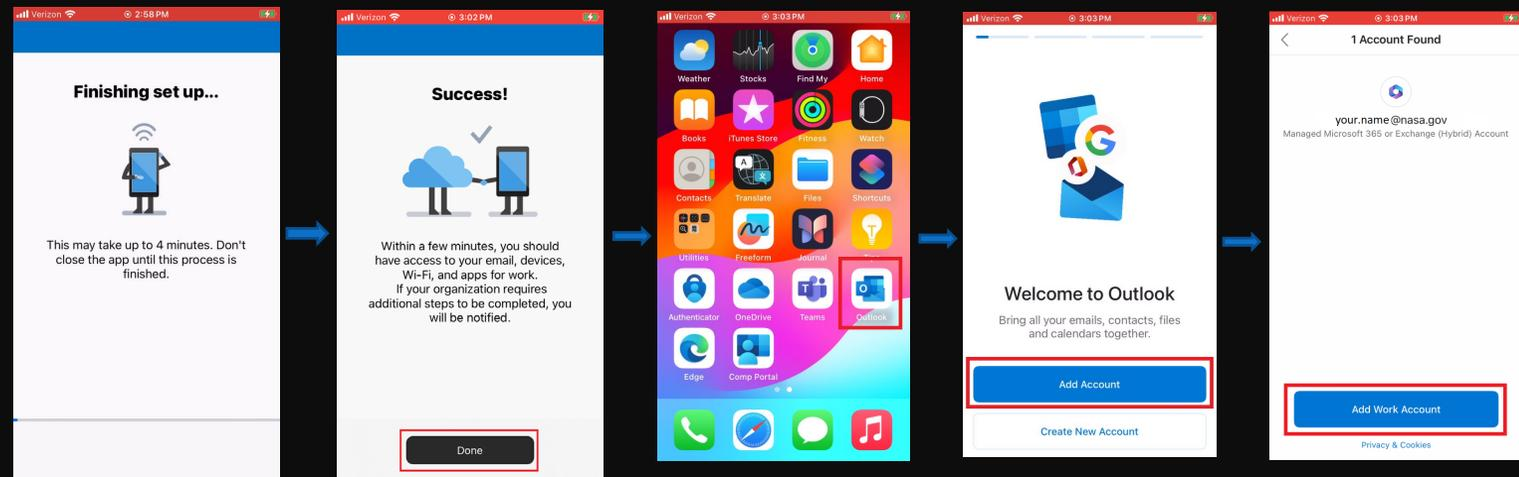 Verizon 2:58 PM
Finishing set up...
This may take up to 4 minutes. Don't
close the app until this process is
finished.
Verizon 3:02 PM
Success!
Within a few minutes, you should
have access to your email, devices,
Wi-Fi, and apps for work.
If your organization requires
additional steps to be completed, you
will be notified.
Done
Verizon 3:03 PM
Weather Stocks Find My Home
Books iTunes Store Fitness Watch
Contacts Translate Files Shortcuts
Utilities Freeform Journal Tips
Authenticator OneDrive Teams Outlook
Edge Comp Portal
Verizon 3:03 PM
Welcome to Outlook
Bring all your emails, contacts, files
and calendars together.
Add Account
Create New Account
Verizon 3:03 PM
1 Account Found
your.name@nasa.gov
Managed Microsoft 365 or Exchange (Hybrid) Account
Add Work Account
Privacy & Cookies